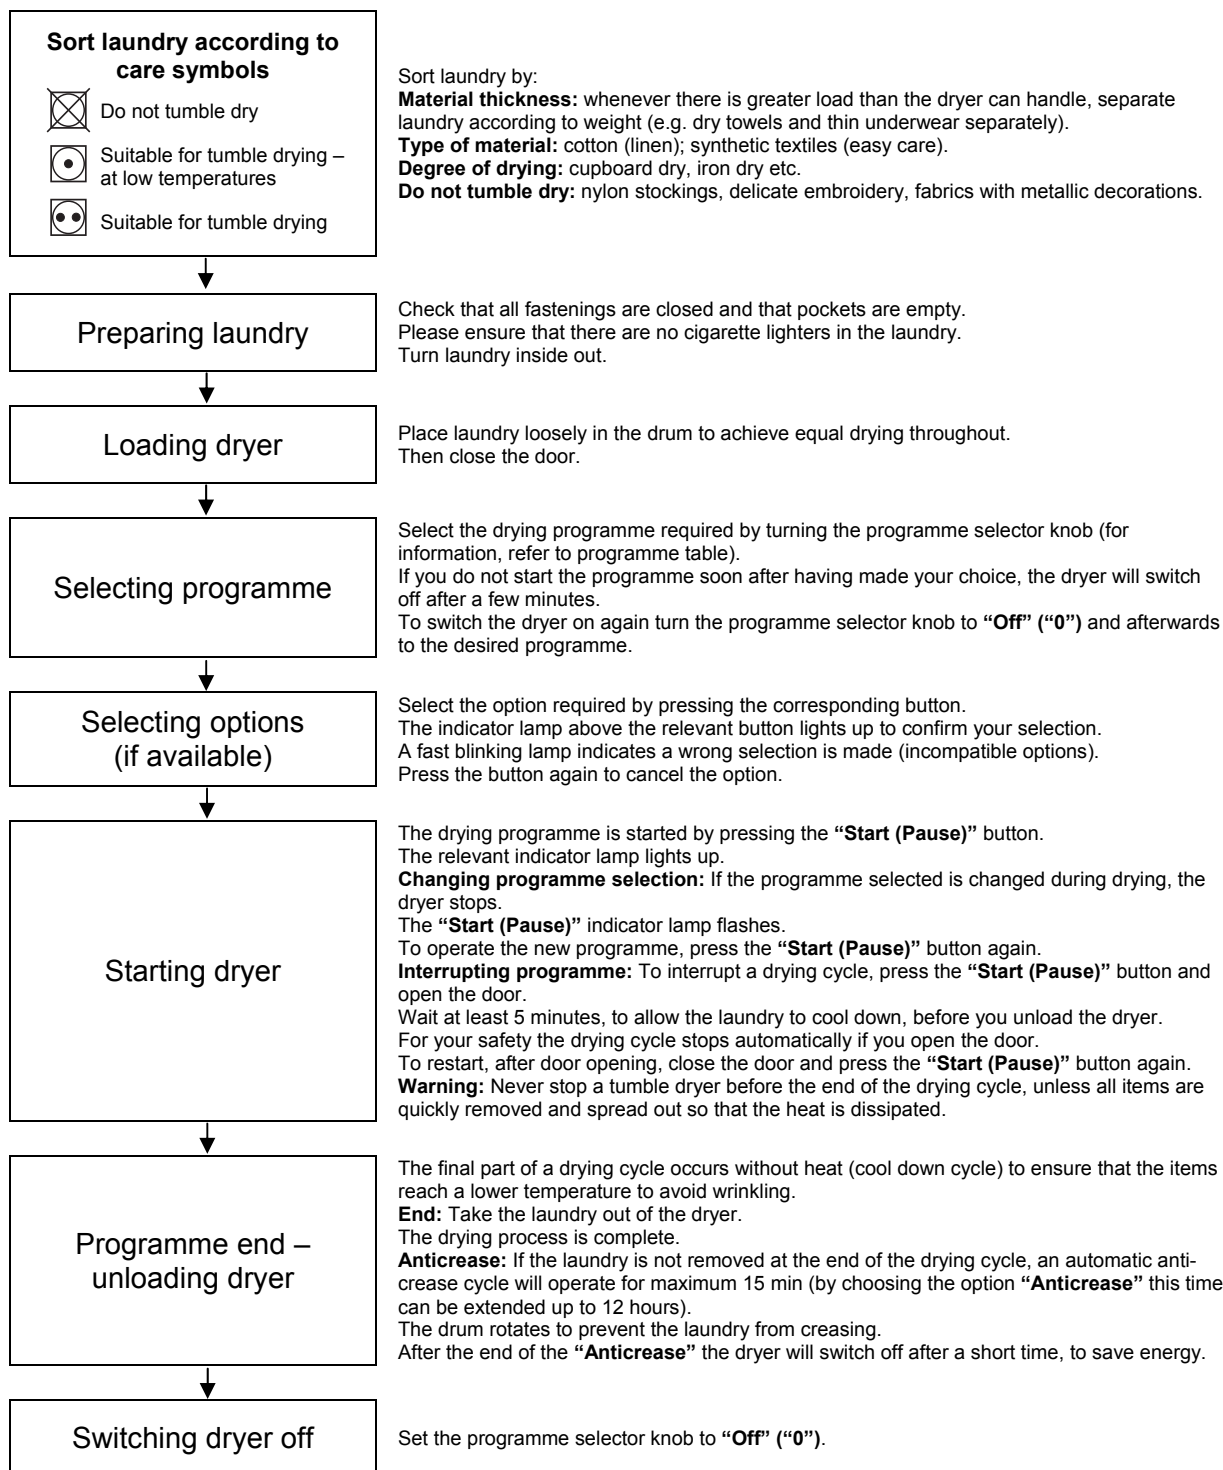 Sort laundry according to
care symbols
Do not tumble dry
Suitable for tumble drying –
at low temperatures
Suitable for tumble drying
Sort laundry by:
Material thickness: whenever there is greater load than the dryer can handle, separate
laundry according to weight (e.g. dry towels and thin underwear separately).
Type of material: cotton (linen); synthetic textiles (easy care).
Degree of drying: cupboard dry, iron dry etc.
Do not tumble dry: nylon stockings, delicate embroidery, fabrics with metallic decorations.
Preparing laundry
Check that all fastenings are closed and that pockets are empty.
Please ensure that there are no cigarette lighters in the laundry.
Turn laundry inside out.
Loading dryer
Place laundry loosely in the drum to achieve equal drying throughout.
Then close the door.
Selecting programme
Select the drying programme required by turning the programme selector knob (for
information, refer to programme table).
If you do not start the programme soon after having made your choice, the dryer will switch
off after a few minutes.
To switch the dryer on again turn the programme selector knob to “Off” (“0”) and afterwards
to the desired programme.
Selecting options
(if available)
Select the option required by pressing the corresponding button.
The indicator lamp above the relevant button lights up to confirm your selection.
A fast blinking lamp indicates a wrong selection is made (incompatible options).
Press the button again to cancel the option.
Starting dryer
The drying programme is started by pressing the “Start (Pause)” button.
The relevant indicator lamp lights up.
Changing programme selection: If the programme selected is changed during drying, the
dryer stops.
The “Start (Pause)” indicator lamp flashes.
To operate the new programme, press the “Start (Pause)” button again.
Interrupting programme: To interrupt a drying cycle, press the “Start (Pause)” button and
open the door.
Wait at least 5 minutes, to allow the laundry to cool down, before you unload the dryer.
For your safety the drying cycle stops automatically if you open the door.
To restart, after door opening, close the door and press the “Start (Pause)” button again.
Warning: Never stop a tumble dryer before the end of the drying cycle, unless all items are
quickly removed and spread out so that the heat is dissipated.
Programme end –
unloading dryer
The final part of a drying cycle occurs without heat (cool down cycle) to ensure that the items
reach a lower temperature to avoid wrinkling.
End: Take the laundry out of the dryer.
The drying process is complete.
Anticrease: If the laundry is not removed at the end of the drying cycle, an automatic anti-
crease cycle will operate for maximum 15 min (by choosing the option “Anticrease” this time
can be extended up to 12 hours).
The drum rotates to prevent the laundry from creasing.
After the end of the “Anticrease” the dryer will switch off after a short time, to save energy.
Switching dryer off
Set the programme selector knob to “Off” (“0”).